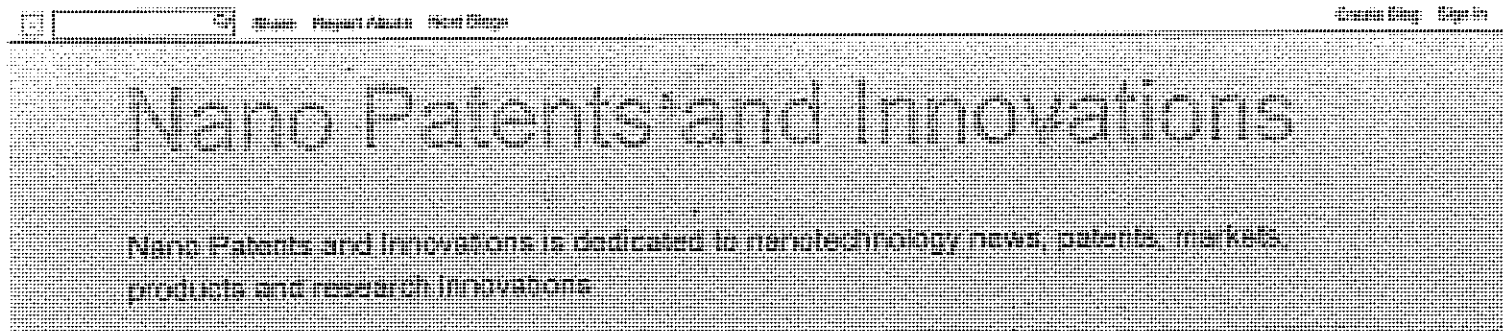 Share Report Abuse Next Blog» Create Blog Sign In
Nano Patents and Innovations
Nano Patents and Innovations is dedicated to nanotechnology news, patents, markets,
products and research innovations